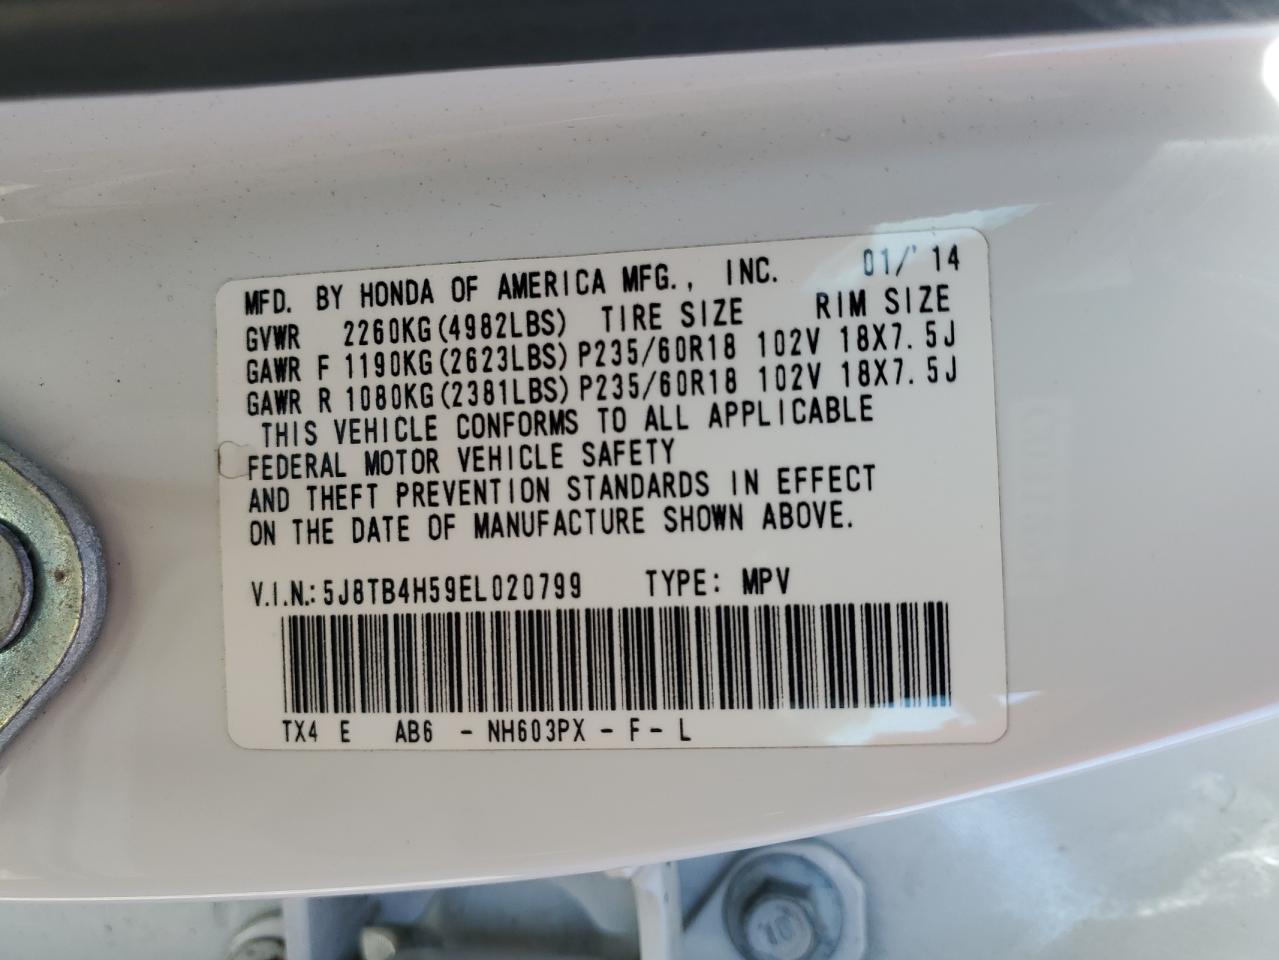 MFD. BY HONDA OF AMERICA MFG., INC. 01/'14
GVWR 2260KG(4982LBS) TIRE SIZE RIM SIZE
GAWR F 1190KG(2623LBS) P235/60R18 102V 18X7.5J
GAWR R 1080KG(2381LBS) P235/60R18 102V 18X7.5J
THIS VEHICLE CONFORMS TO ALL APPLICABLE
FEDERAL MOTOR VEHICLE SAFETY
AND THEFT PREVENTION STANDARDS IN EFFECT
ON THE DATE OF MANUFACTURE SHOWN ABOVE.
V.I.N.: 5J8TB4H59EL020799 TYPE: MPV
TX4 E AB6 - NH603PX - F - L
10